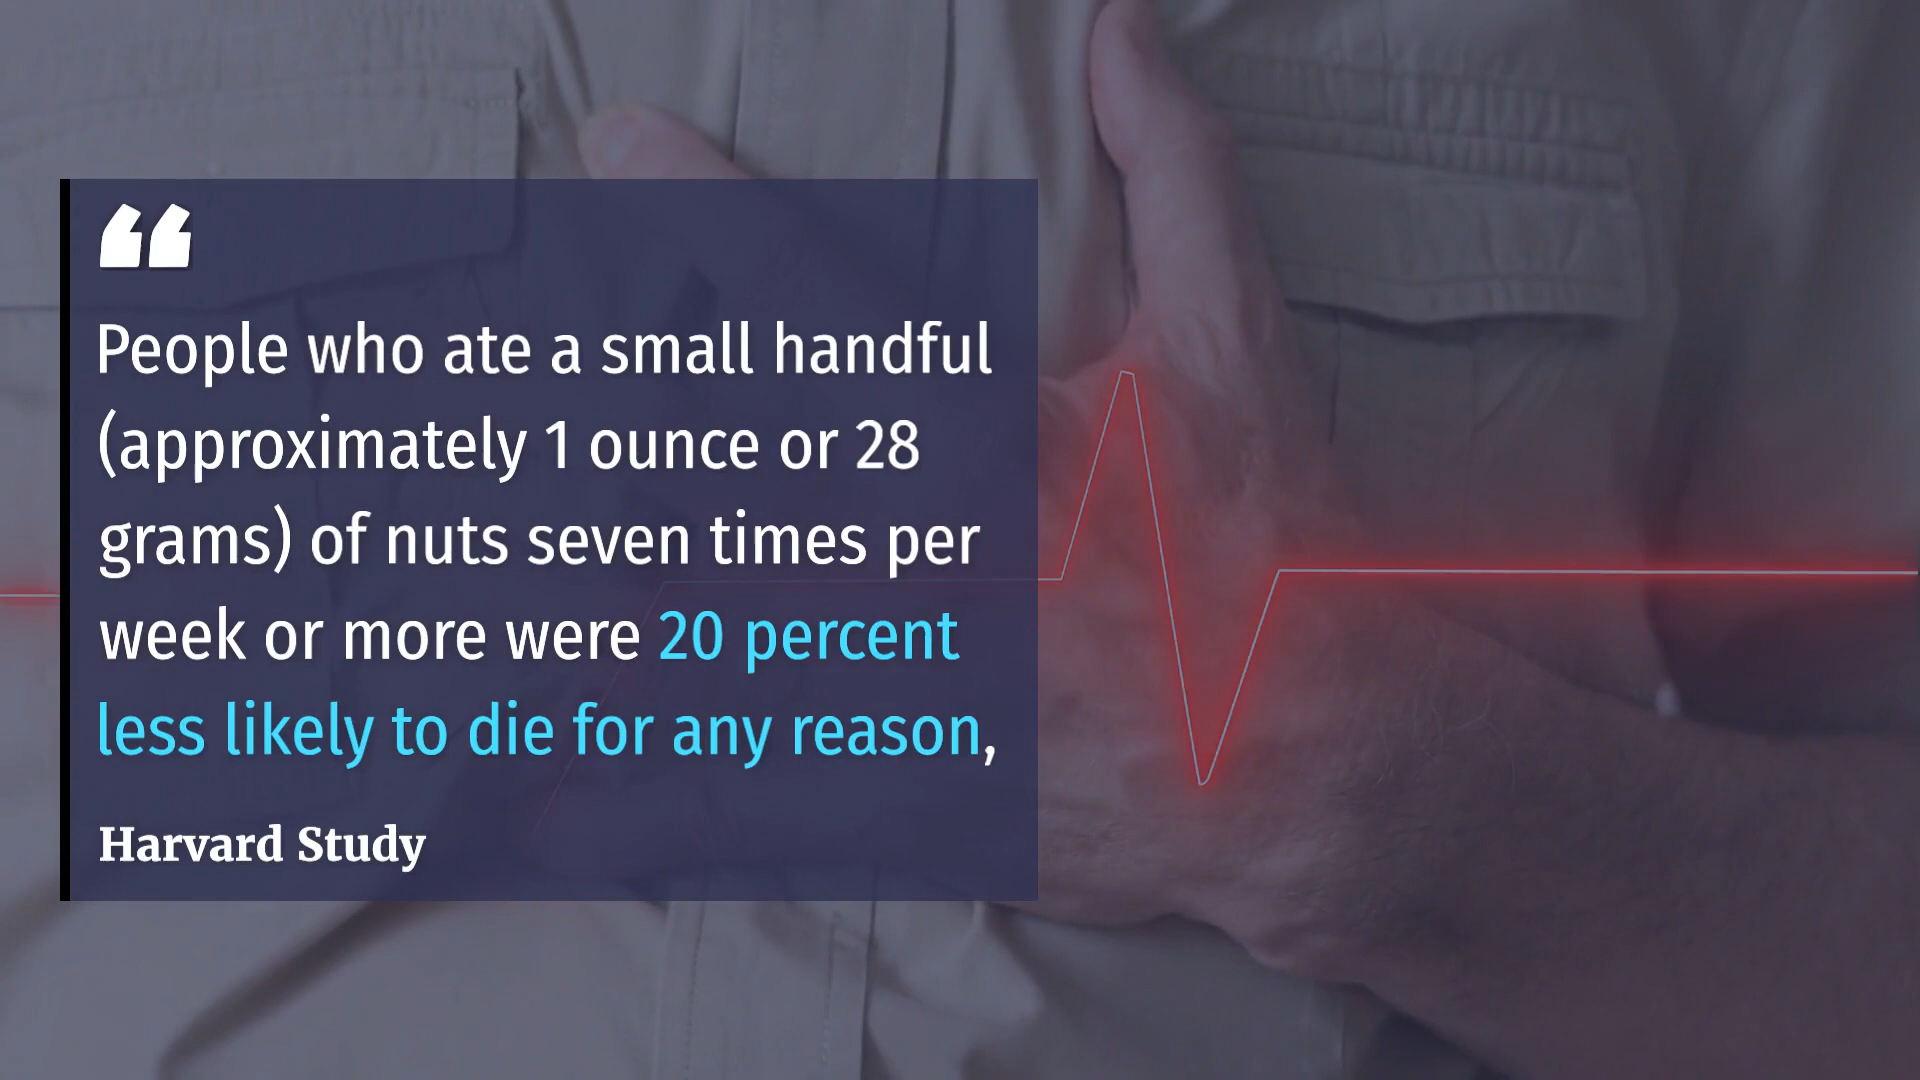 “
People who ate a small handful
(approximately 1 ounce or 28
grams) of nuts seven times per
week or more were 20 percent
less likely to die for any reason,
Harvard Study